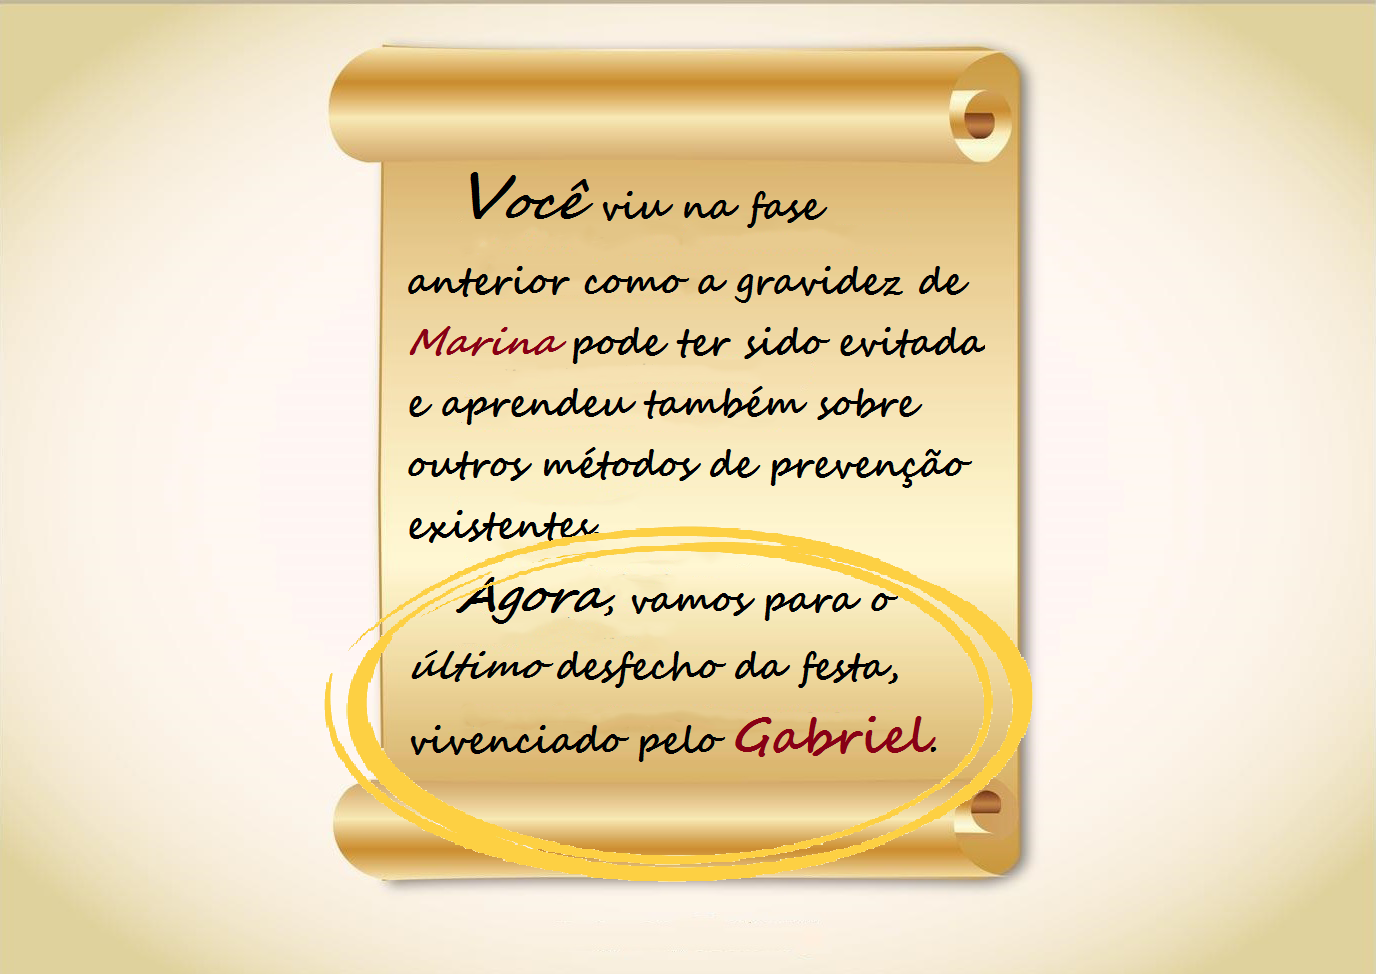 Você viu na fase
anterior como a gravidez de
Marina pode ter sido evitada
e aprendeu também sobre
outros métodos de prevenção
existentes.
Agora, vamos para o
último desfecho da festa,
vivenciado pelo Gabriel.